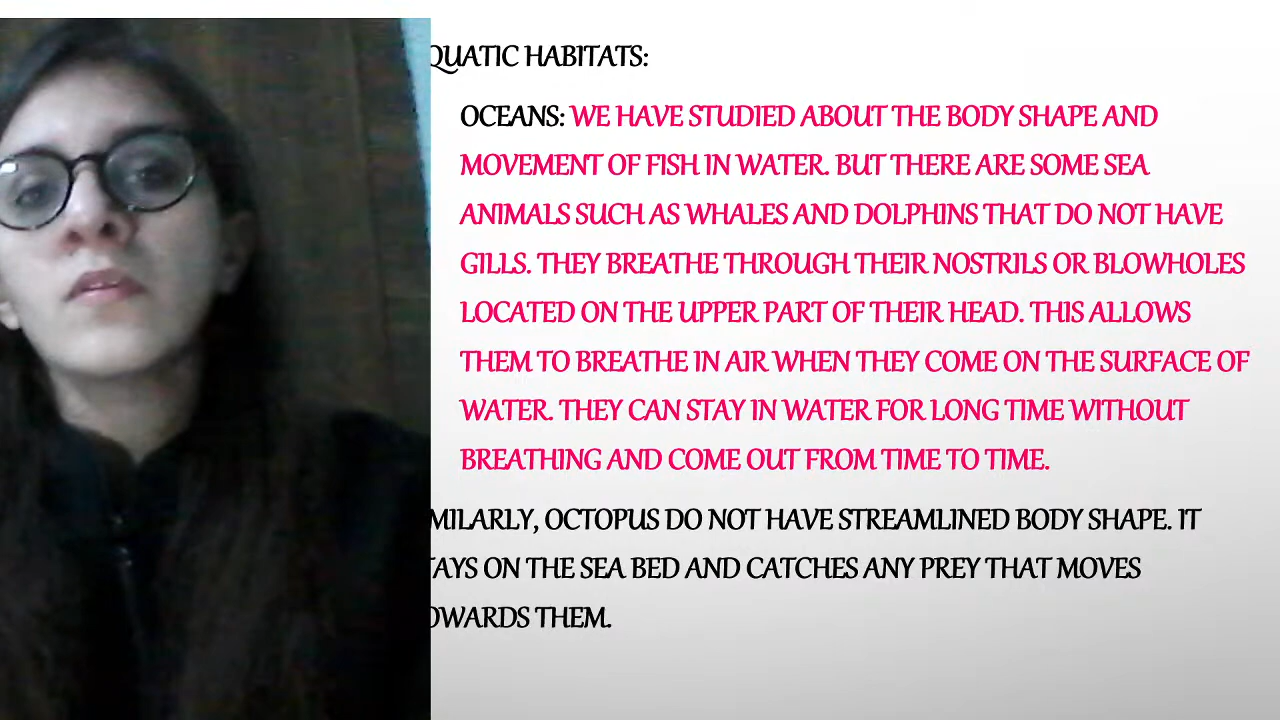 QUATIC HABITATS:
OCEANS: WE HAVE STUDIED ABOUT THE BODY SHAPE AND
MOVEMENT OF FISH IN WATER. BUT THERE ARE SOME SEA
ANIMALS SUCH AS WHALES AND DOLPHINS THAT DO NOT HAVE
GILLS. THEY BREATHE THROUGH THEIR NOSTRILS OR BLOWHOLES
LOCATED ON THE UPPER PART OF THEIR HEAD. THIS ALLOWS
THEM TO BREATHE IN AIR WHEN THEY COME ON THE SURFACE OF
WATER. THEY CAN STAY IN WATER FOR LONG TIME WITHOUT
BREATHING AND COME OUT FROM TIME TO TIME.
MILARLY, OCTOPUS DO NOT HAVE STREAMLINED BODY SHAPE. IT
TAYS ON THE SEA BED AND CATCHES ANY PREY THAT MOVES
OWARDS THEM.